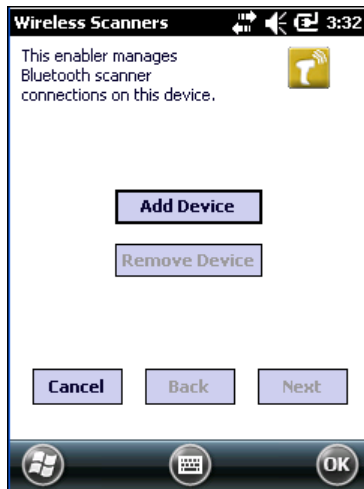 Wireless Scanners 3:32
This enabler manages
Bluetooth scanner
connections on this device.
Add Device
Remove Device
Cancel Back Next
OK